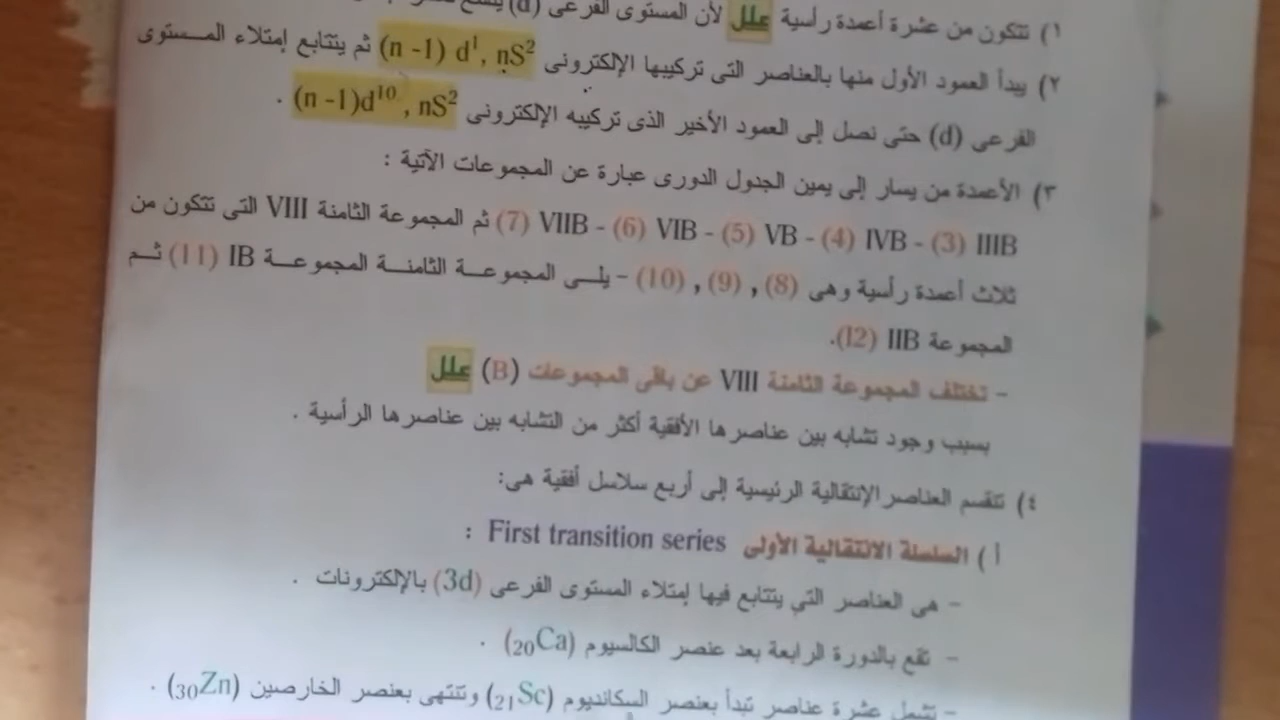 ١) تتكون من عشرة أعمدة رأسية علل لأن المستوى الفرعى (d)
٢) يبدأ العمود الأول منها بالعناصر التى تركيبها الإلكترونى (n -1) d¹, nS² ثم يتتابع إمتلاء المستوى
الفرعى (d) حتى نصل إلى العمود الأخير الذى تركيبه الإلكترونى (n -1)d¹⁰, nS² .
٣) الأعمدة من يسار إلى يمين الجدول الدورى عبارة عن المجموعات الآتية :
IIIB (3) - IVB (4) - VB (5) - VIB (6) - VIIB (7) ثم المجموعة الثامنة VIII التى تتكون من
ثلاث أعمدة رأسية وهى (8) , (9) , (10) - يلى المجموعة الثامنة المجموعة IB (11) ثم
المجموعة IIB (12).
- تختلف المجموعة الثامنة VIII عن باقى المجموعات (B) علل
بسبب وجود تشابه بين عناصرها الأفقية أكثر من التشابه بين عناصرها الرأسية .
٤) تنقسم العناصر الإنتقالية الرئيسية إلى أربع سلاسل أفقية هى:
أ ) السلسلة الانتقالية الأولى First transition series :
- هى العناصر التي يتتابع فيها إمتلاء المستوى الفرعى (3d) بالإلكترونات .
- تقع بالدورة الرابعة بعد عنصر الكالسيوم (₂₀Ca) .
- تشمل عشرة عناصر تبدأ بعنصر السكانديوم (₂₁Sc) وتنتهى بعنصر الخارصين (₃₀Zn) .